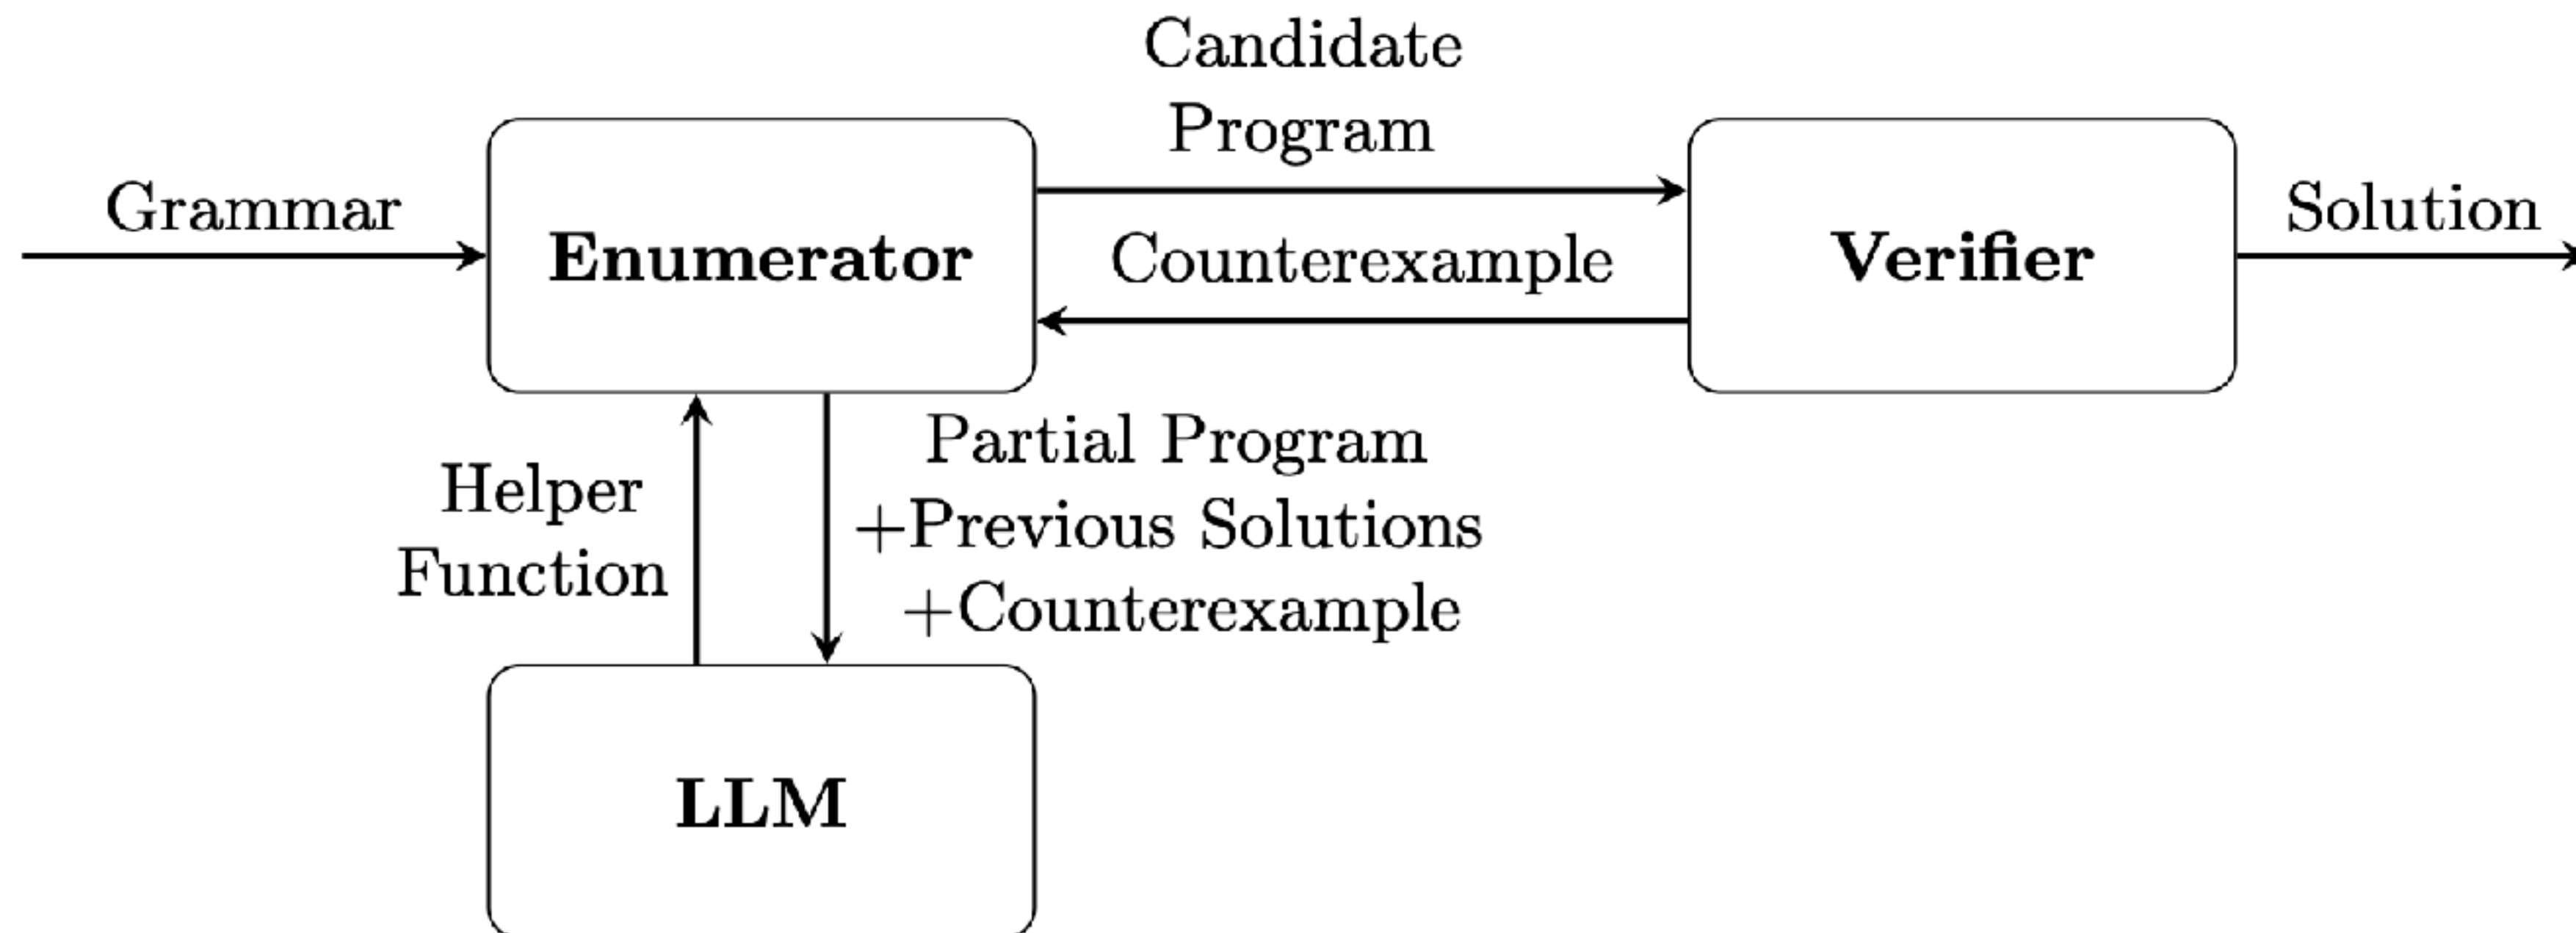 Candidate
Program
Grammar
Enumerator
Counterexample
Verifier
Solution
Helper
Function
Partial Program
+Previous Solutions
+Counterexample
LLM